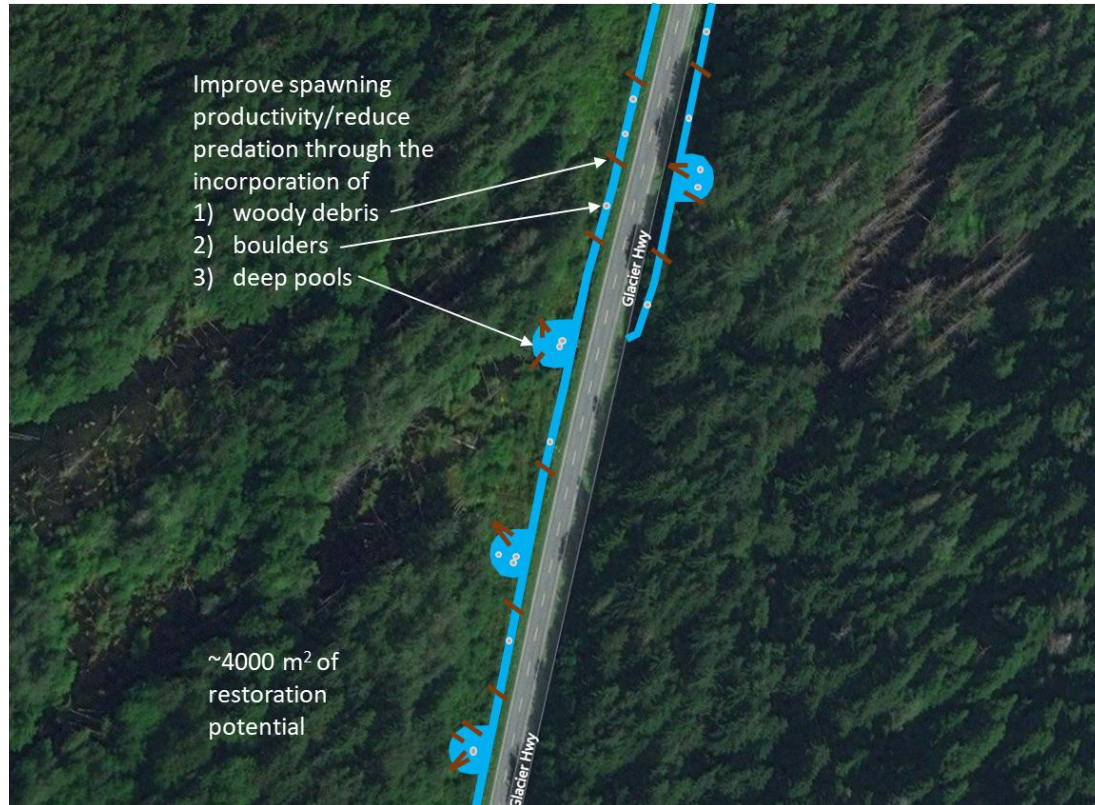 Improve spawning
productivity/reduce
predation through the
incorporation of
1) woody debris
2) boulders
3) deep pools
Glacier Hwy
~4000 m² of
restoration
potential
Glacier Hwy